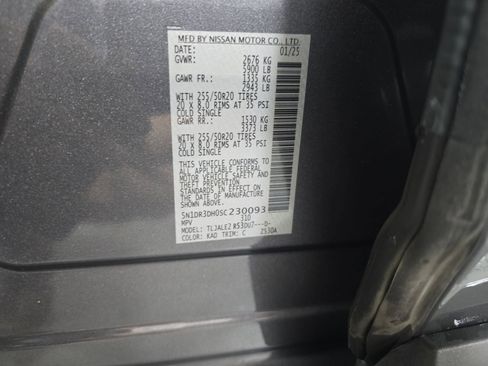 MFD BY NISSAN MOTOR CO., LTD.
DATE: 01/25
GVWR: 2676 KG
5900 LB
GAWR FR.: 1335 KG
2943 LB
WITH 255/50R20 TIRES
20 X 8.0 RIMS AT 35 PSI
COLD SINGLE
GAWR RR.: 1530 KG
3373 LB
WITH 255/50R20 TIRES
20 X 8.0 RIMS AT 35 PSI
COLD SINGLE
THIS VEHICLE CONFORMS TO
ALL APPLICABLE FEDERAL
MOTOR VEHICLE SAFETY AND
THEFT PREVENTION
STANDARDS IN EFFECT ON
THE DATE OF MANUFACTURE
SHOWN ABOVE.
5N1DR3DH0SC230093
MPV 310
MODEL: TLJALE2 RS3DU7---D-
COLOR: KAD TRIM: C ZS3DA